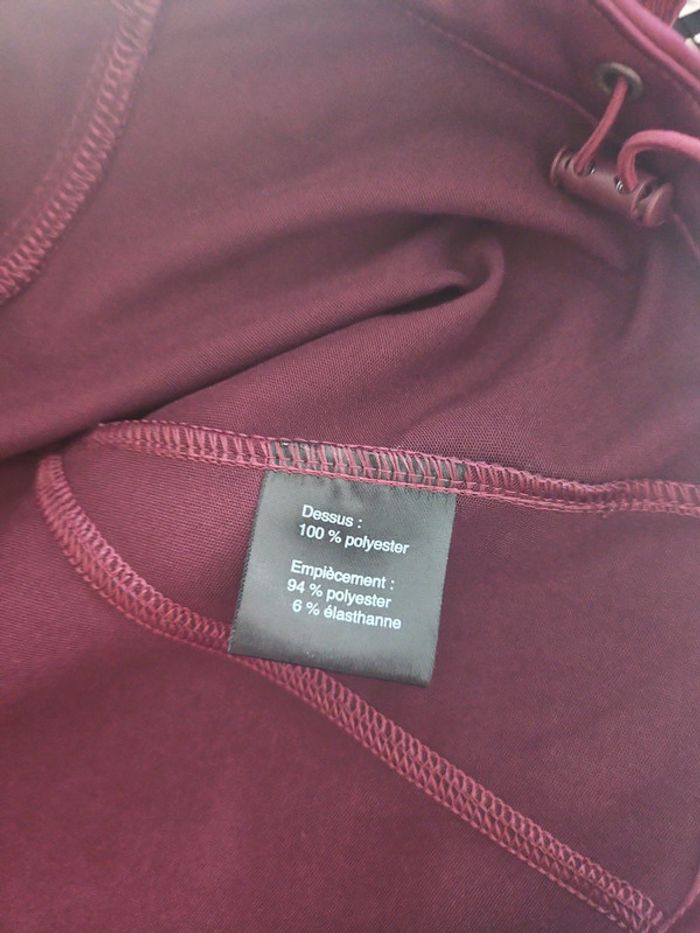 Dessus :
100 % polyester
Empiècement :
94 % polyester
6 % élasthanne